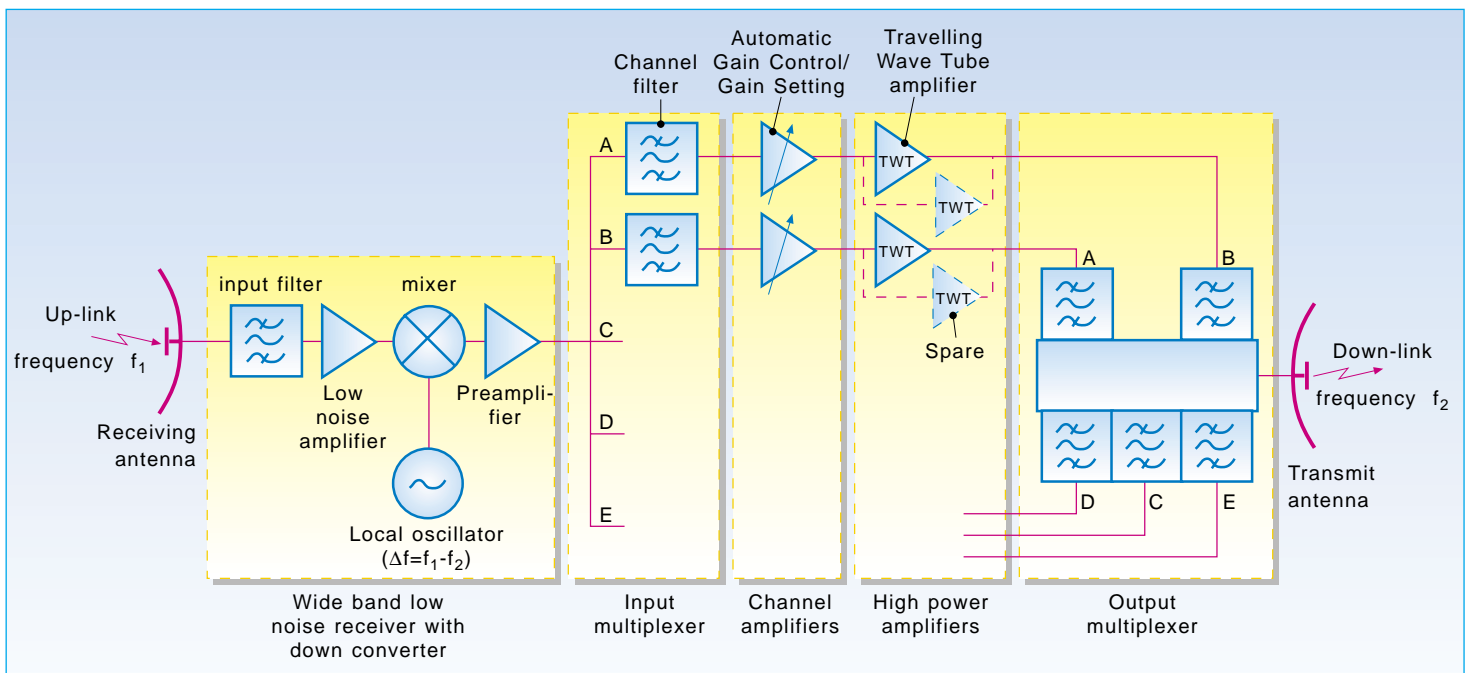 Automatic
Gain Control/
Gain Setting
Travelling
Wave Tube
amplifier
Channel
filter
A
TWT
TWT
B
TWT
TWT
Spare
A
B
input filter
mixer
Up-link
frequency f1
Low
noise
amplifier
Preampli-
fier
C
Down-link
frequency f2
Receiving
antenna
D
Transmit
antenna
D
C
E
E
Local oscillator
(Δf=f1-f2)
Wide band low
noise receiver with
down converter
Input
multiplexer
Channel
amplifiers
High power
amplifiers
Output
multiplexer